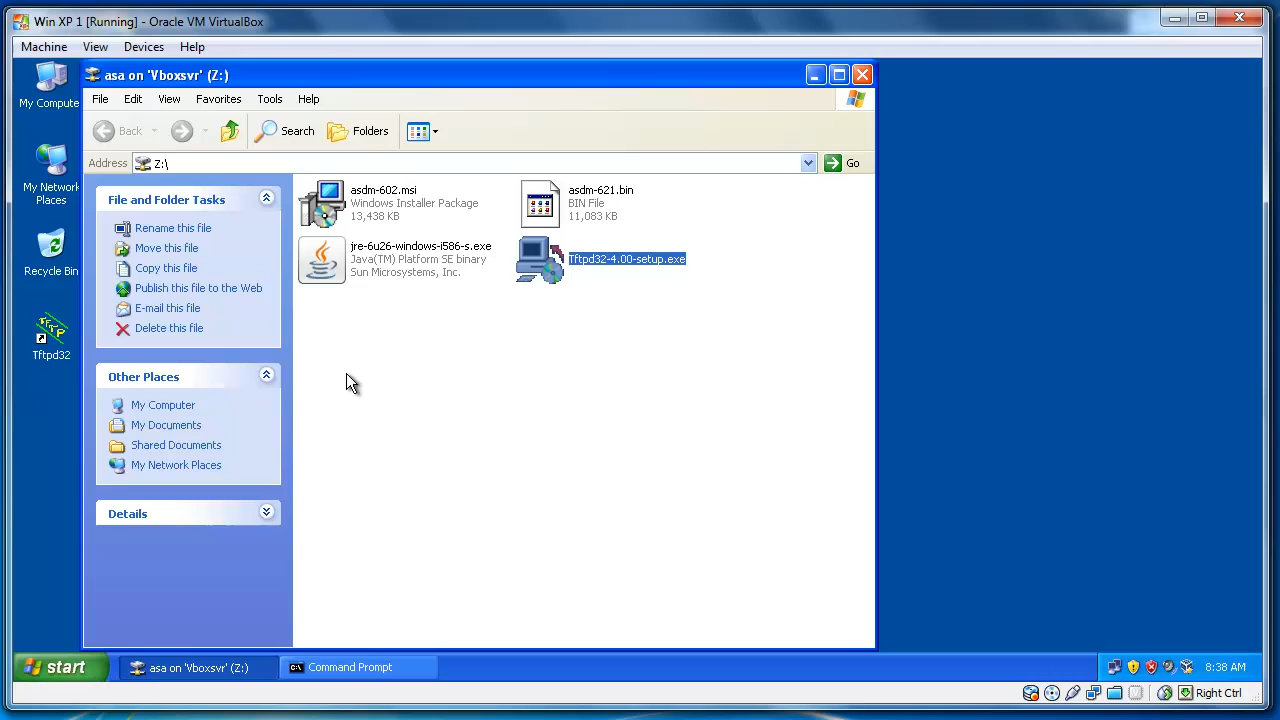 Win XP 1 [Running] - Oracle VM VirtualBox
Machine View Devices Help
My Compute
My Network
Places
Recycle Bin
TFTP
Tftpd32
asa on 'Vboxsvr' (Z:)
File Edit View Favorites Tools Help
Back Search Folders
Address Z:\ Go
File and Folder Tasks
Rename this file
Move this file
Copy this file
Publish this file to the Web
E-mail this file
Delete this file
Other Places
My Computer
My Documents
Shared Documents
My Network Places
Details
asdm-602.msi
Windows Installer Package
13,438 KB
asdm-621.bin
BIN File
11,083 KB
jre-6u26-windows-i586-s.exe
Java(TM) Platform SE binary
Sun Microsystems, Inc.
Tftpd32-4.00-setup.exe
start asa on 'Vboxsvr' (Z:) C:\ Command Prompt 8:38 AM
Right Ctrl